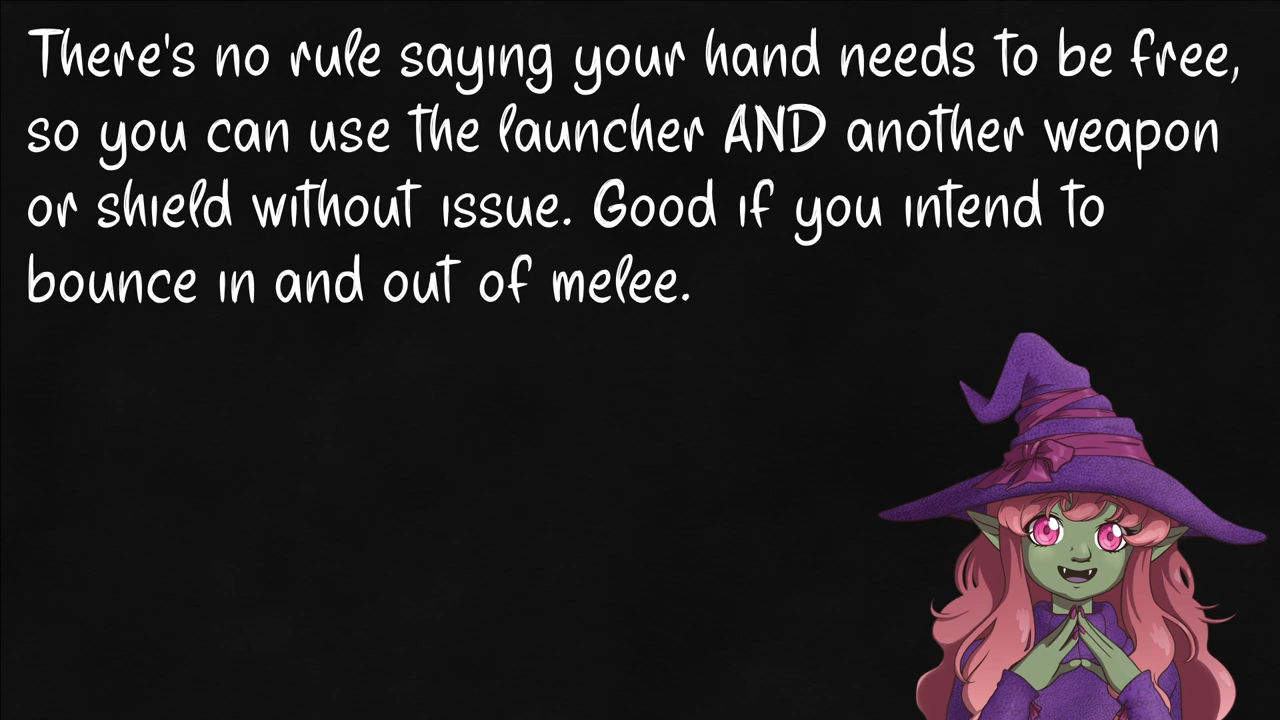 There's no rule saying your hand needs to be free,
so you can use the launcher AND another weapon
or shield without issue. Good if you intend to
bounce in and out of melee.